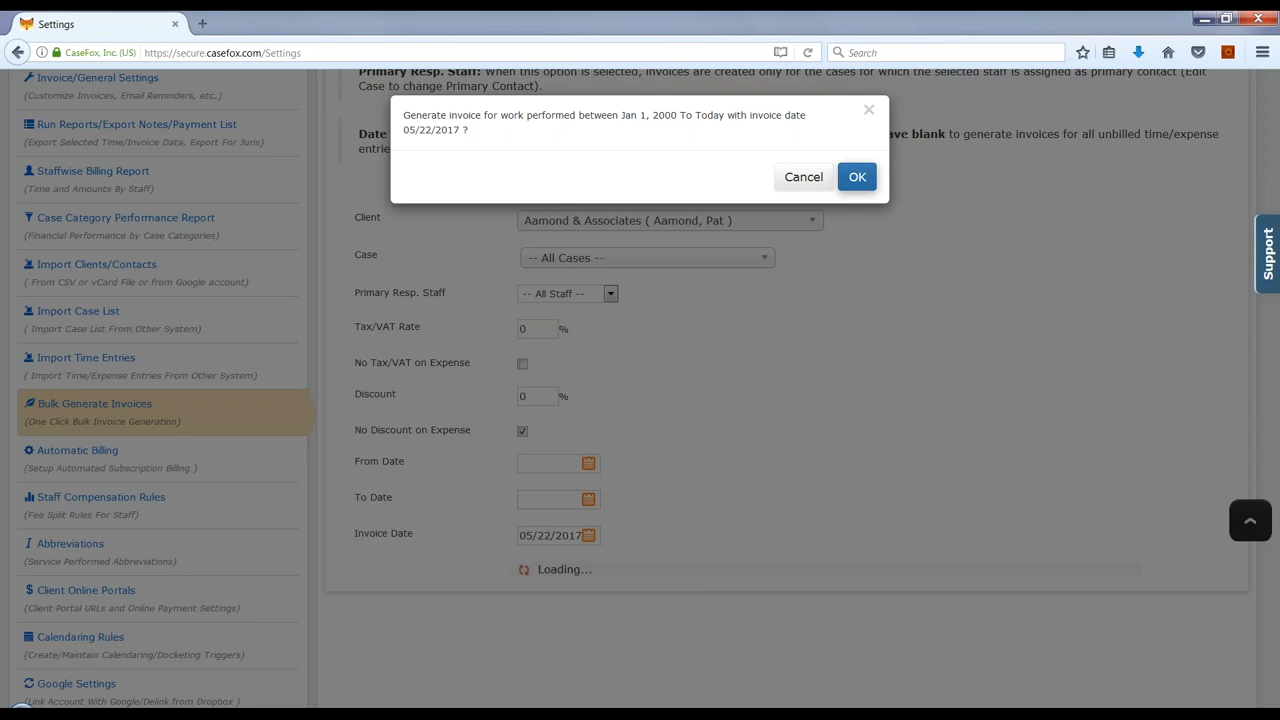 Settings
CaseFox, Inc. (US)
https://secure.casefox.com/Settings
Search
Invoice/General Settings
(Customize Invoices, Email Reminders, etc.)
Run Reports/Export Notes/Payment List
(Export Selected Time/Invoice Data, Export For Juris)
Staffwise Billing Report
(Time and Amounts By Staff)
Case Category Performance Report
(Financial Performance by Case Categories)
Import Clients/Contacts
( From CSV or vCard File or from Google account)
Import Case List
( Import Case List From Other System)
Import Time Entries
( Import Time/Expense Entries From Other System)
Bulk Generate Invoices
(One Click Bulk Invoice Generation)
Automatic Billing
(Setup Automated Subscription Billing )
Staff Compensation Rules
(Fee Split Rules For Staff)
Abbreviations
(Service Performed Abbreviations)
Client Online Portals
(Client Portal URLs and Online Payment Settings)
Calendaring Rules
(Create/Maintain Calendaring/Docketing Triggers)
Google Settings
(Link Account With Google/Delink from Dropbox )
Primary Resp. Staff: When this option is selected, invoices are created only for the cases for which the selected staff is assigned as primary contact (Edit
Case to change Primary Contact).
Generate invoice for work performed between Jan 1, 2000 To Today with invoice date
05/22/2017 ?
Cancel
OK
Date
blank to generate invoices for all unbilled time/expense
Client
Aamond & Associates ( Aamond, Pat )
Case
-- All Cases --
Primary Resp. Staff
-- All Staff --
Tax/VAT Rate
0 %
No Tax/VAT on Expense
Discount
0 %
No Discount on Expense
From Date
To Date
Invoice Date
05/22/2017
Loading...
Support